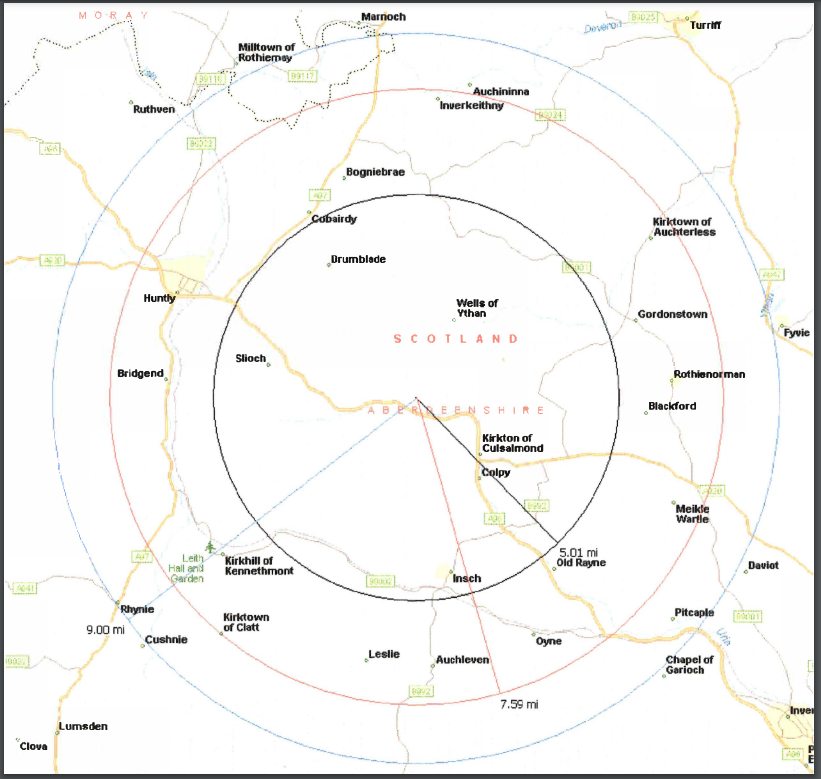 MORAY
Marnoch
B9025
Turriff
Deveron
Milltown of
Rothiemay
B9117
Ruthven
Auchininna
Inverkeithny
B9024
B9022
A96
Bogniebrae
A97
Cobairdy
Kirktown of
Auchterless
Drumblade
B9001
A947
Huntly
Wells of
Ythan
Gordonstown
Ythan
Fyvie
SCOTLAND
Slioch
Bridgend
Rothienorman
ABERDEENSHIRE
Blackford
Kirkton of
Culsalmond
Colpy
A920
B992
A96
Meikle
Wartle
Leith
Hall and
Garden
A97
5.01 mi
Old Rayne
Kirkhill of
Kennethmont
Insch
B9002
Daviot
A941
Rhynie
9.00 mi
Kirktown
of Clatt
Pitcaple
B9001
Cushnie
Oyne
Urie
Leslie
Auchleven
Chapel of
Garioch
B992
7.59 mi
Inver
Lumsden
Clova
A96
P
E